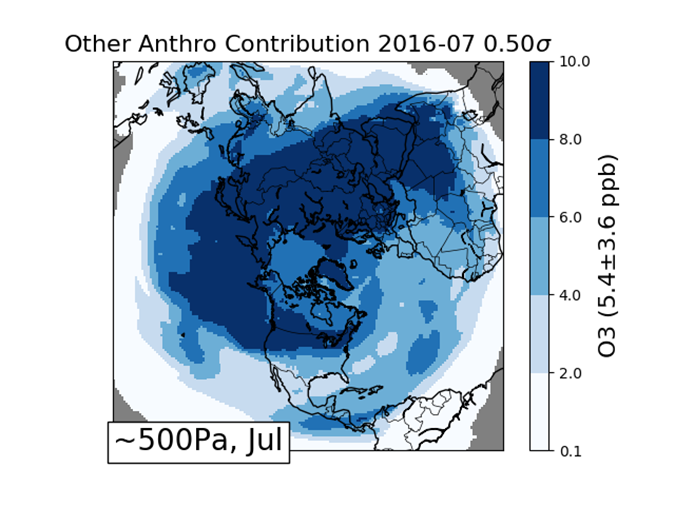 Other Anthro Contribution 2016-07 0.50σ
10.0
8.0
6.0
4.0
2.0
0.1
O3 (5.4±3.6 ppb)
~500Pa, Jul